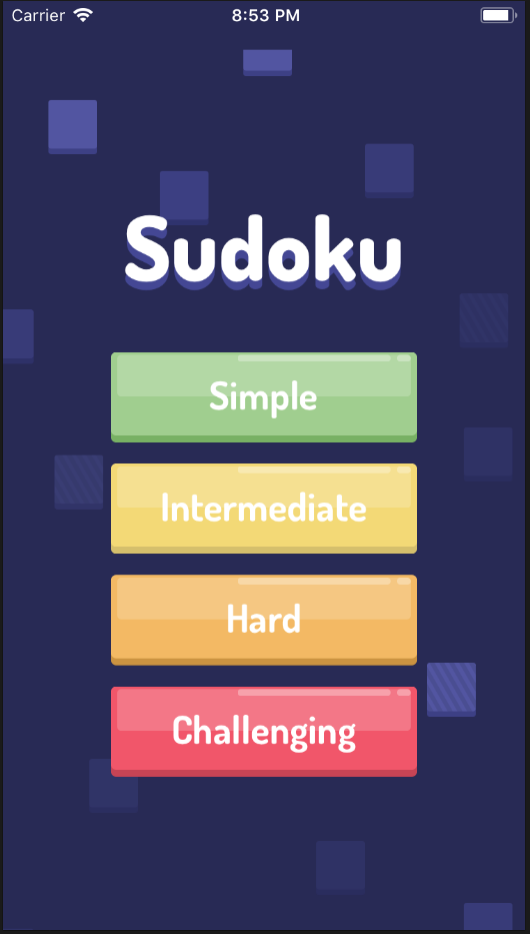 Carrier 8:53 PM
Sudoku
Simple
Intermediate
Hard
Challenging